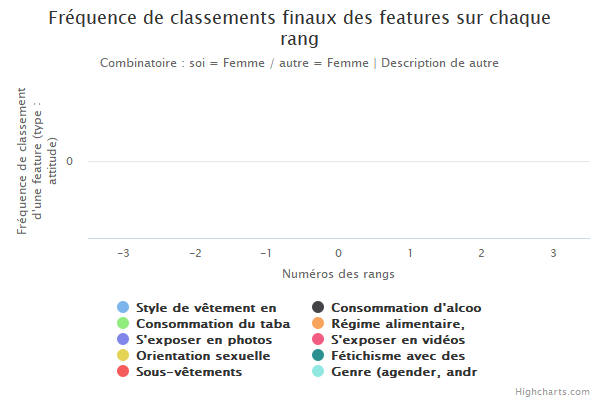 Fréquence de classements finaux des features sur chaque
rang
Combinatoire : soi = Femme / autre = Femme | Description de autre
Fréquence de classement
d'une feature (type :
attitude)
0
-3 -2 -1 0 1 2 3
Numéros des rangs
Style de vêtement en Consommation d'alcoo
Consommation du taba Régime alimentaire,
S'exposer en photos S'exposer en vidéos
Orientation sexuelle Fétichisme avec des
Sous-vêtements Genre (agender, andr
Highcharts.com